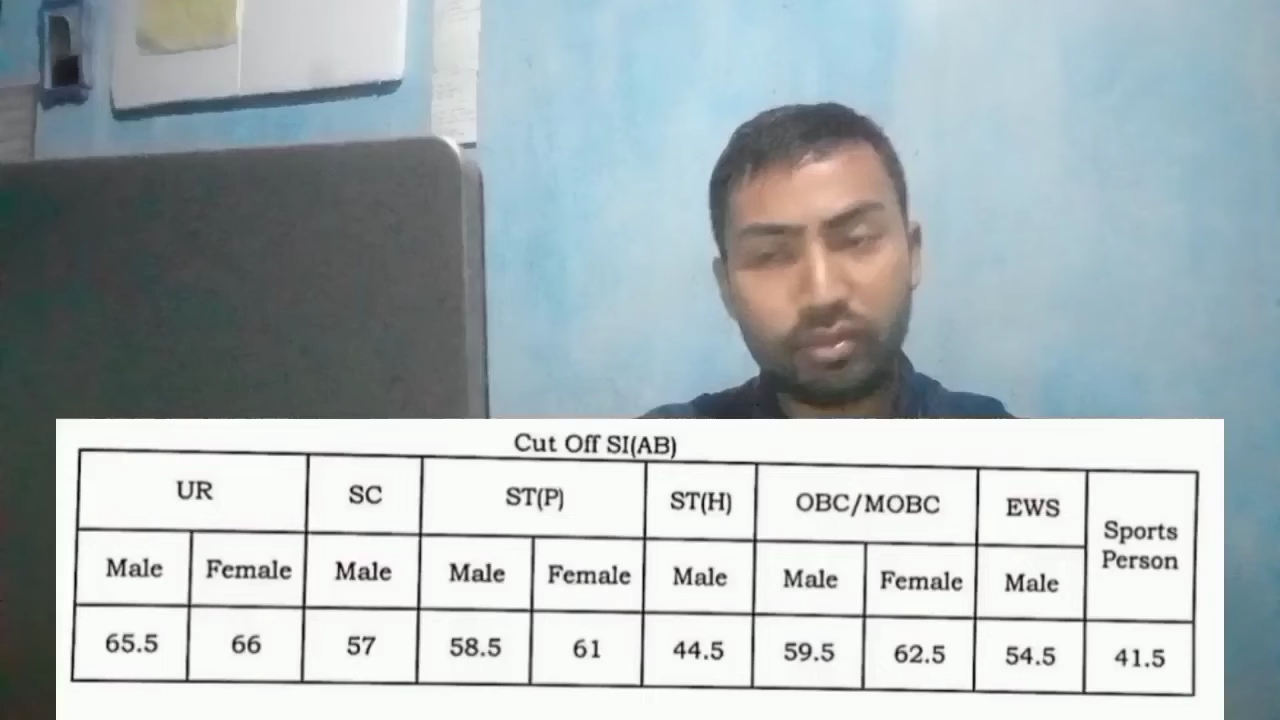 Cut Off SI(AB)
UR SC ST(P) ST(H) OBC/MOBC EWS Sports Person
Male Female Male Male Female Male Male Female Male
65.5 66 57 58.5 61 44.5 59.5 62.5 54.5 41.5